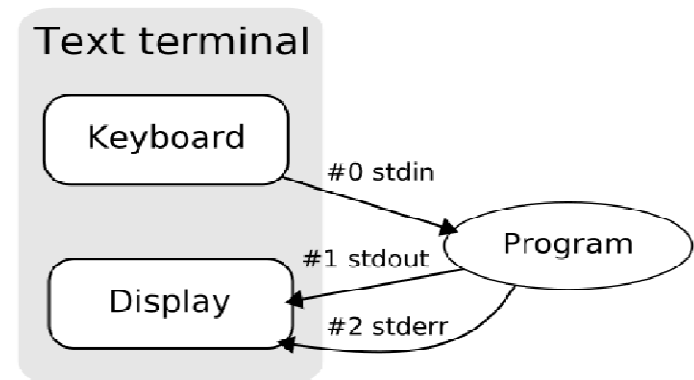 Text terminal
Keyboard
#0 stdin
Program
#1 stdout
Display
#2 stderr